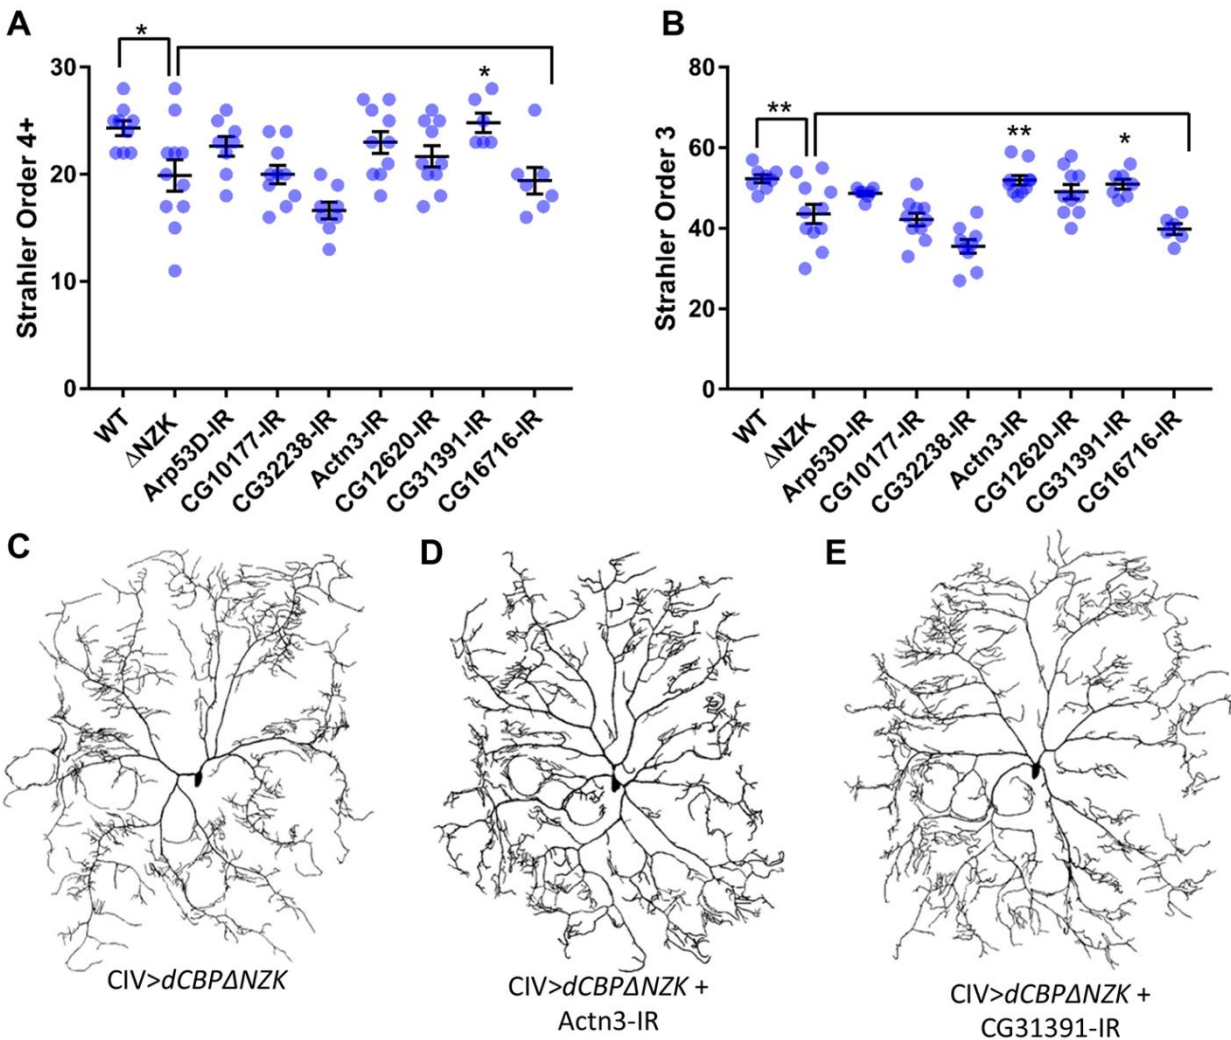 A
B
*
**
Strahler Order 4+
30
20
10
0
*
Strahler Order 3
80
60
40
20
0
**
*
WT
ΔNZK
Arp53D-IR
CG10177-IR
CG32238-IR
Actn3-IR
CG12620-IR
CG31391-IR
CG16716-IR
WT
ΔNZK
Arp53D-IR
CG10177-IR
CG32238-IR
Actn3-IR
CG12620-IR
CG31391-IR
CG16716-IR
C
D
E
CIV>dCBPΔNZK
CIV>dCBPΔNZK +
Actn3-IR
CIV>dCBPΔNZK +
CG31391-IR